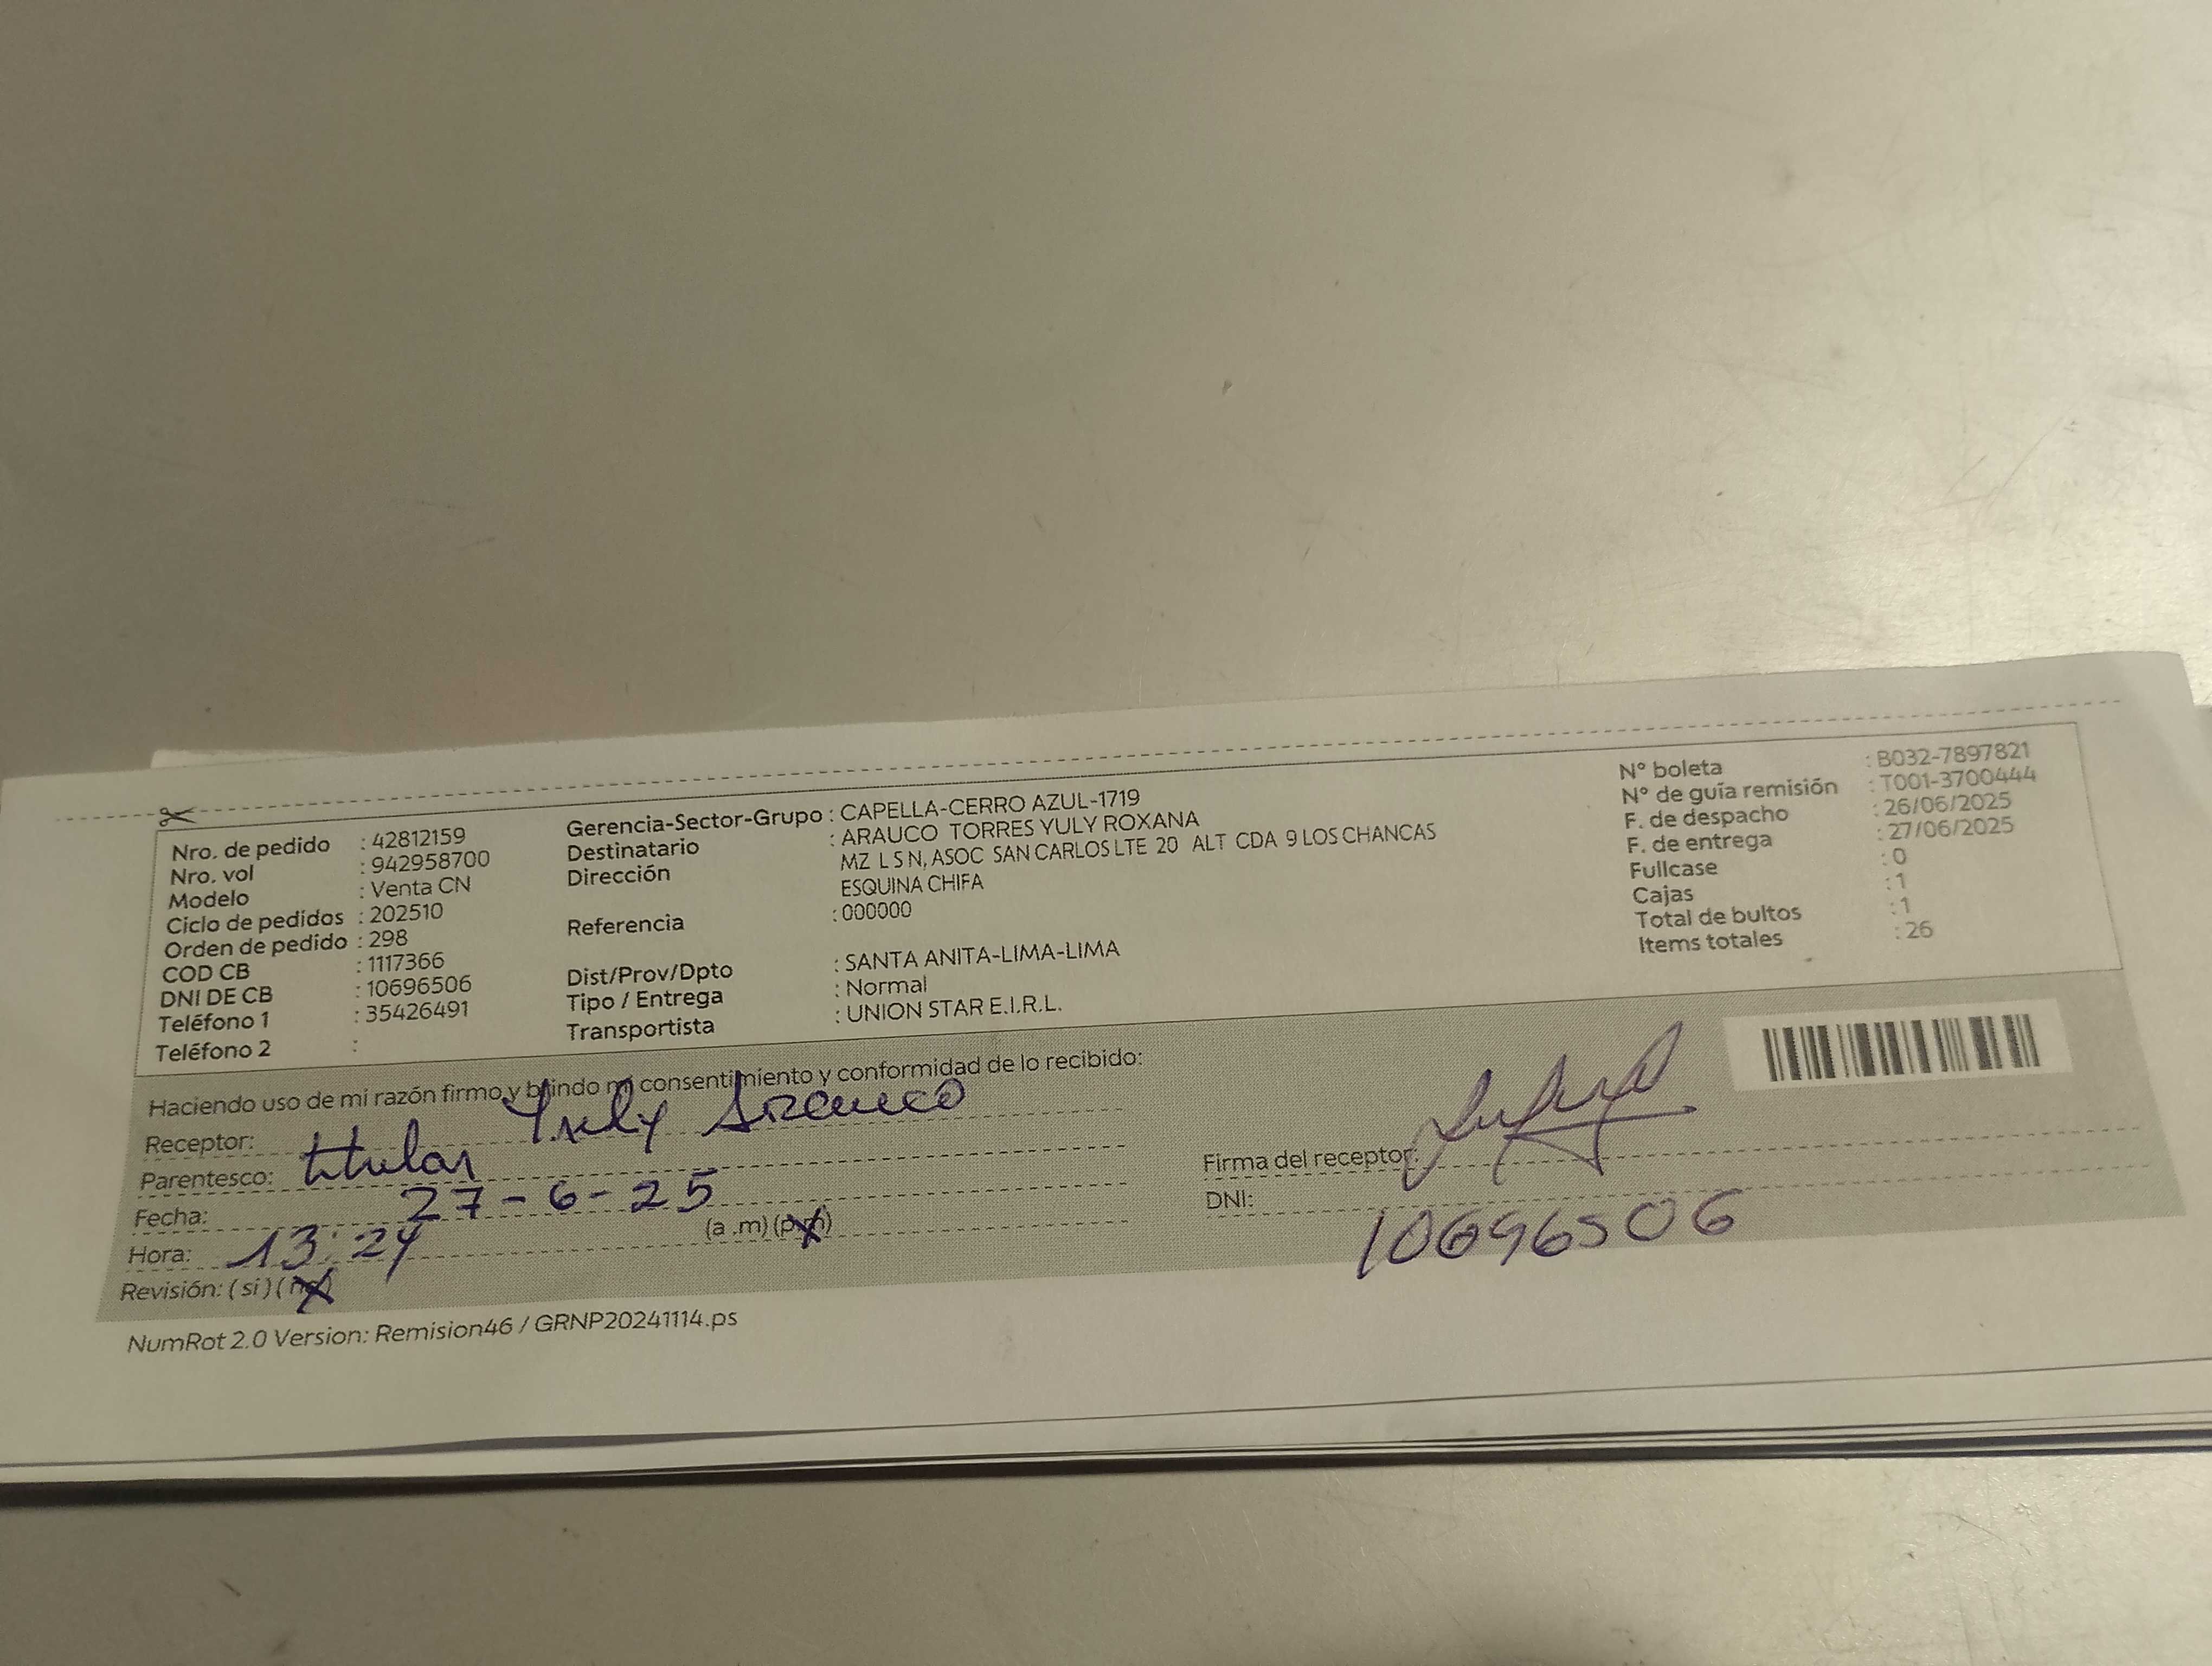 Nro. de pedido : 42812159
Nro. vol : 942958700
Modelo : Venta CN
Ciclo de pedidos : 202510
Orden de pedido : 298
COD CB : 1117366
DNI DE CB : 10696506
Teléfono 1 : 35426491
Teléfono 2 :
Gerencia-Sector-Grupo : CAPELLA-CERRO AZUL-1719
Destinatario : ARAUCO TORRES YULY ROXANA
Dirección MZ L S N, ASOC SAN CARLOS LTE 20 ALT CDA 9 LOS CHANCAS
ESQUINA CHIFA
Referencia : 000000
Dist/Prov/Dpto : SANTA ANITA-LIMA-LIMA
Tipo / Entrega : Normal
Transportista : UNION STAR E.I.R.L.
N° boleta : B032-7897821
N° de guía remisión : T001-3700444
F. de despacho : 26/06/2025
F. de entrega : 27/06/2025
Fullcase : 0
Cajas : 1
Total de bultos : 1
Items totales : 26
Haciendo uso de mi razón firmo y brindo mi consentimiento y conformidad de lo recibido:
Receptor: Yuly Arauco
Parentesco: titular
Fecha: 27-6-25
Hora: 13:24 (a .m) (p.m)
Revisión: ( si ) ( no)
Firma del receptor:
DNI: 10696506
NumRot 2.0 Version: Remision46 / GRNP20241114.ps